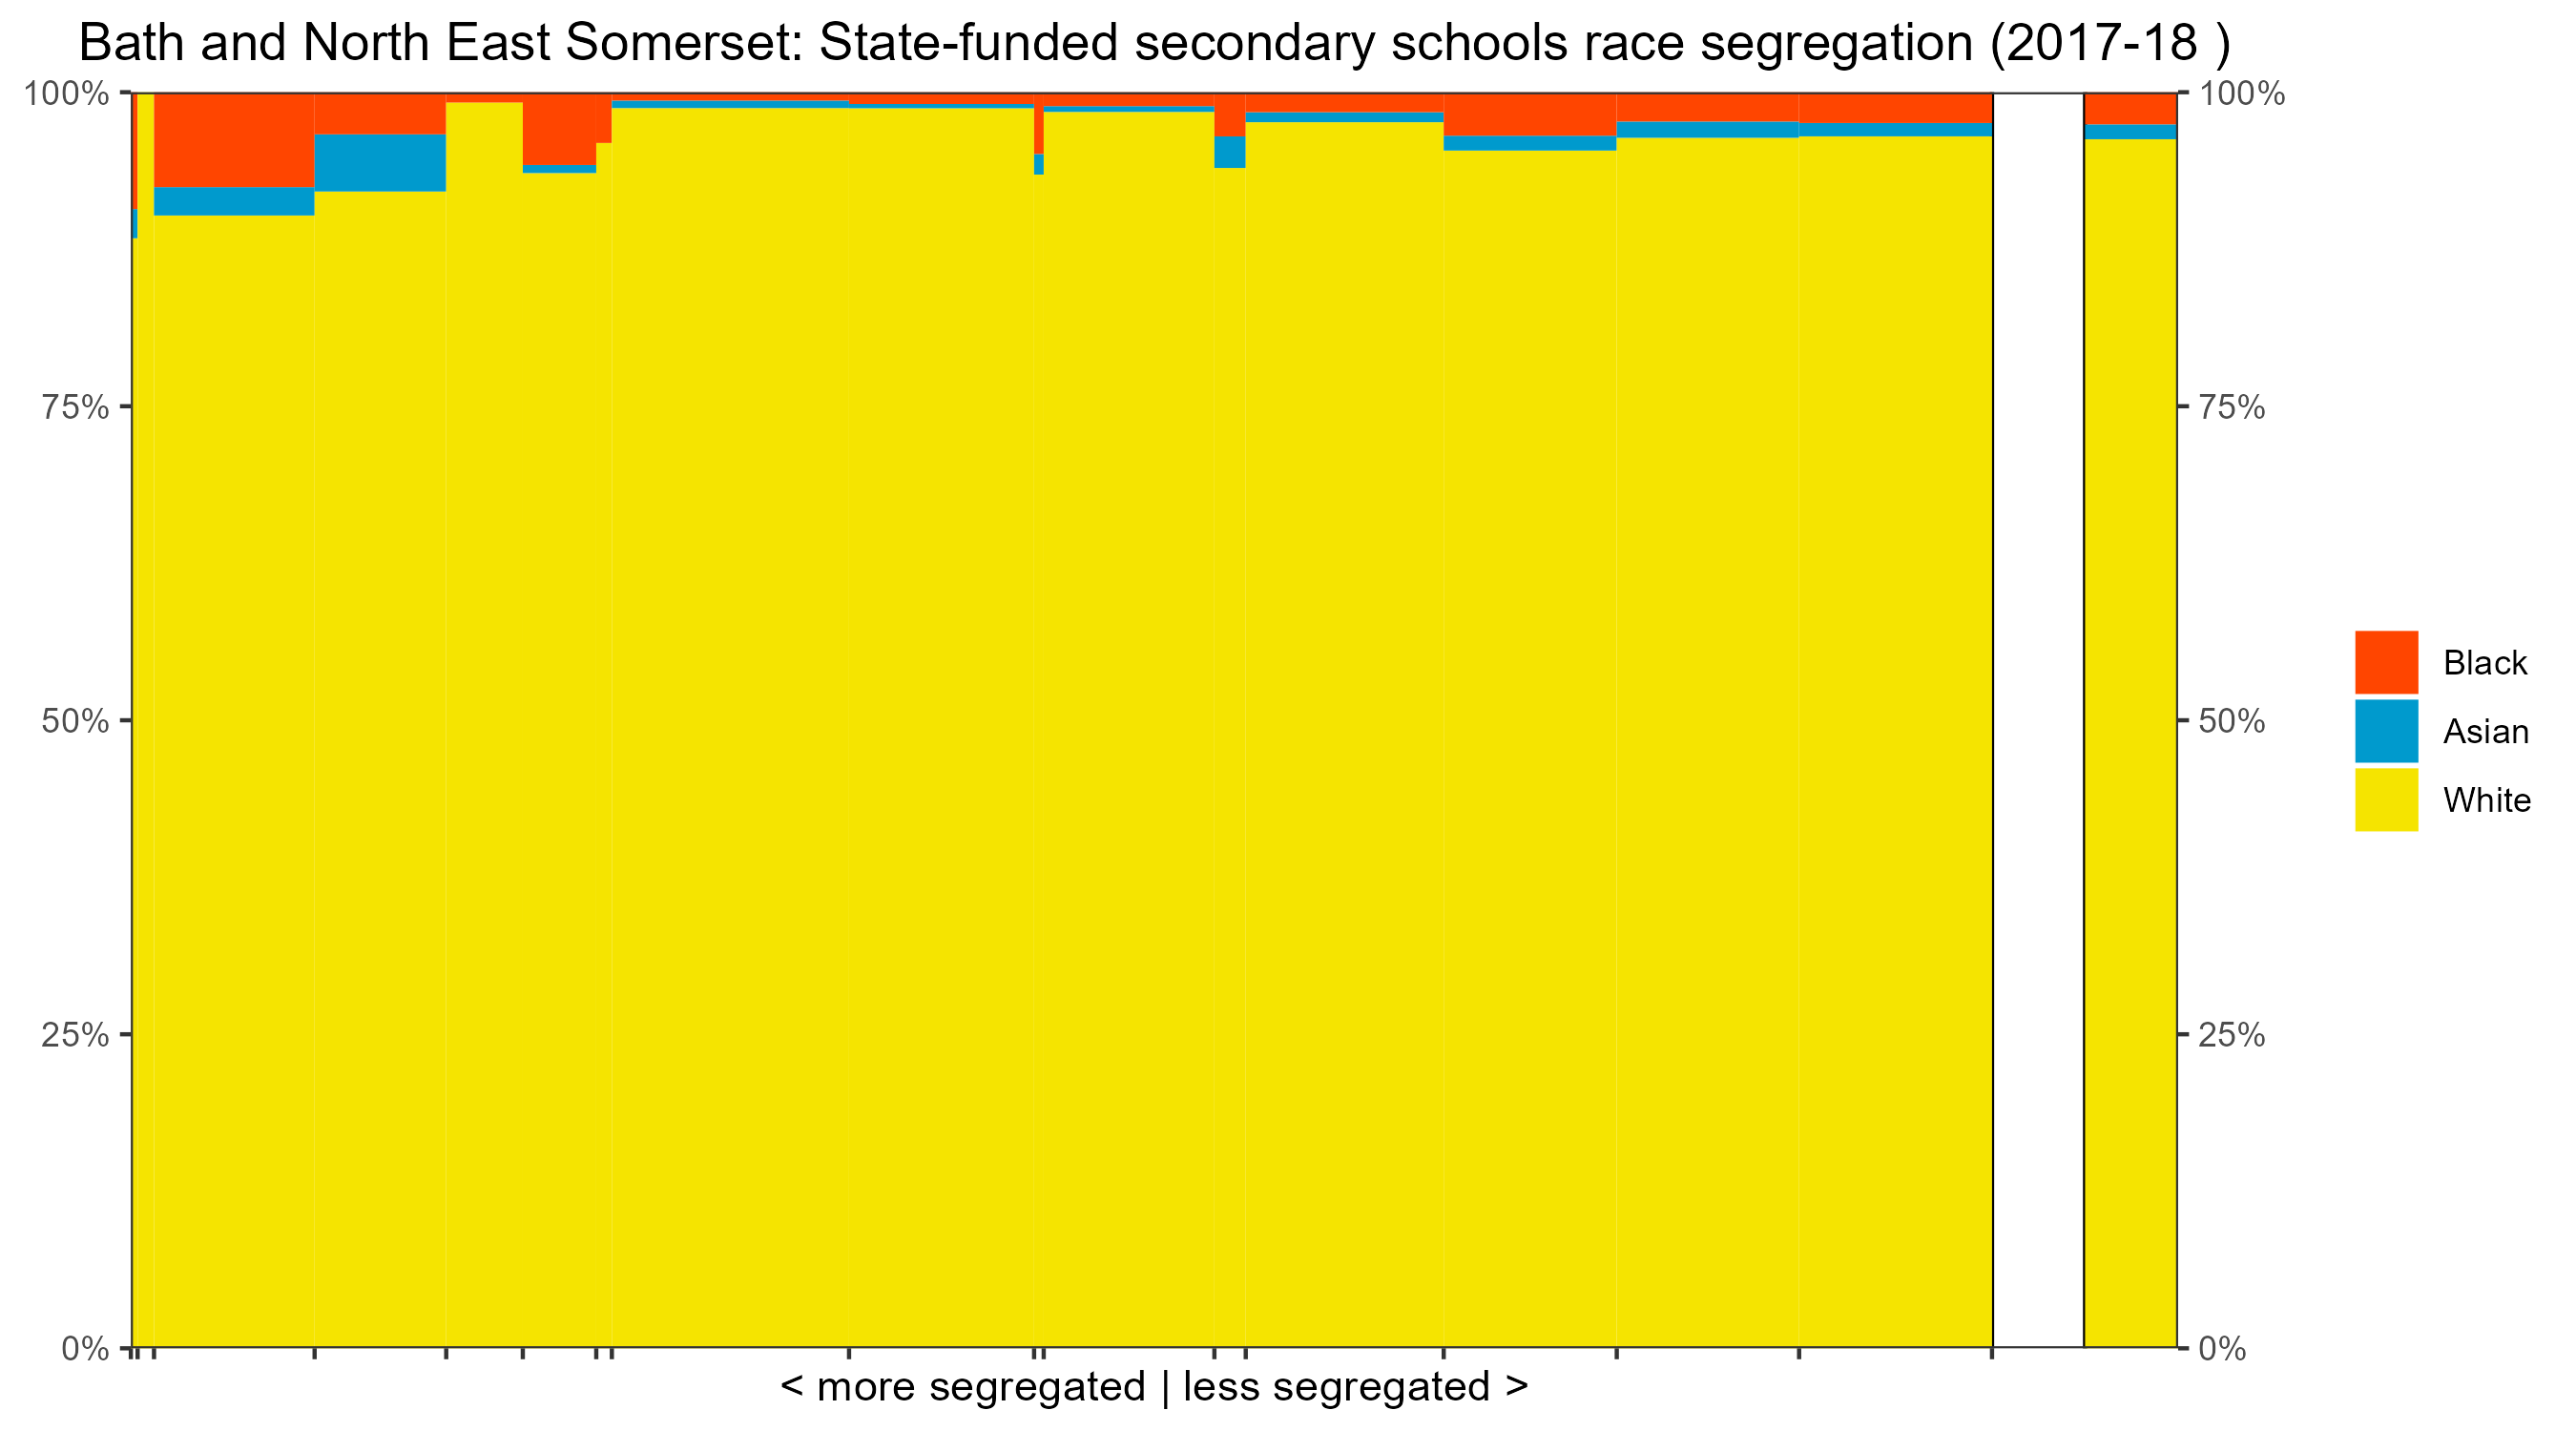 Bath and North East Somerset: State-funded secondary schools race segregation (2017-18 )
100%
100%
75%
75%
50%
50%
25%
25%
0%
0%
Black
Asian
White
< more segregated | less segregated >